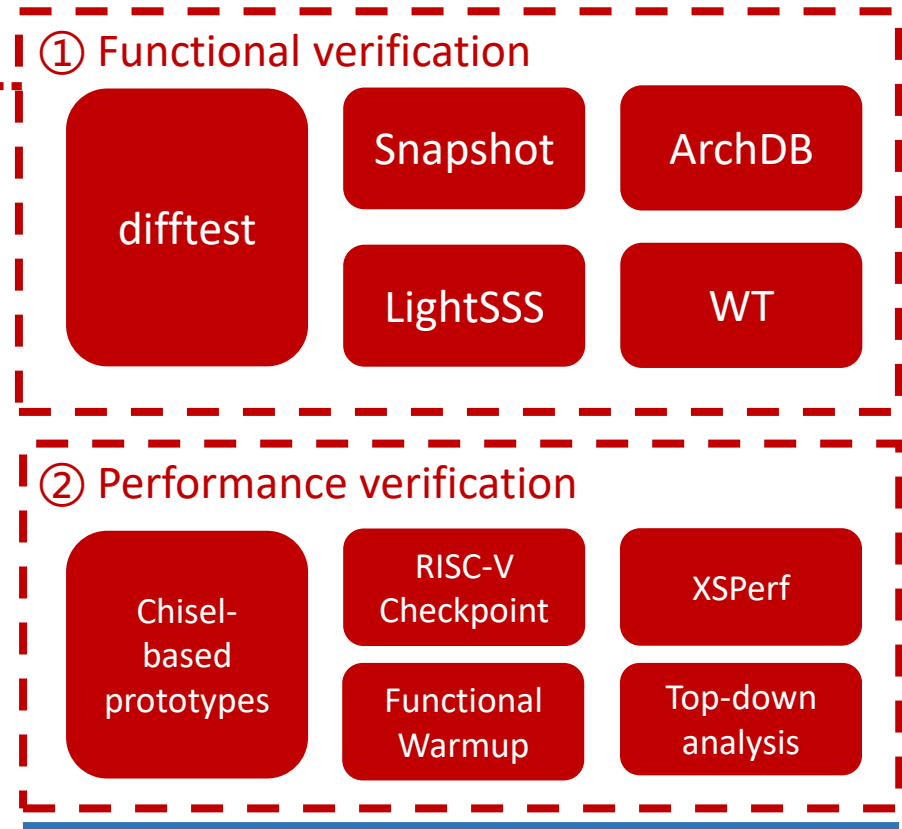 ① Functional verification
difftest
Snapshot
ArchDB
LightSSS
WT
② Performance verification
Chisel-
based
prototypes
RISC-V
Checkpoint
XSPerf
Functional
Warmup
Top-down
analysis